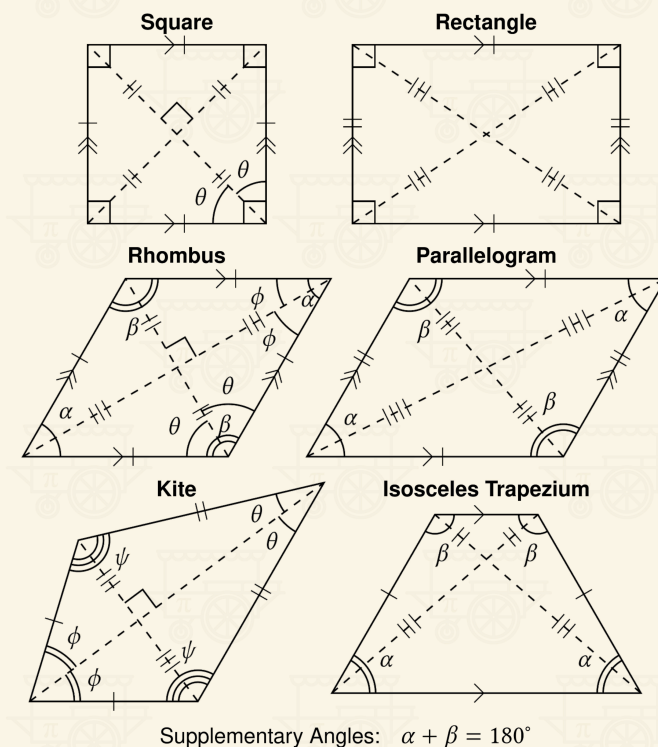 Square Rectangle
θ
θ
Rhombus Parallelogram
ϕ α α
β ϕ β
θ
α θ β α β
Kite Isosceles Trapezium
θ
θ β β
ψ
ϕ ψ α α
ϕ
Supplementary Angles: α + β = 180°